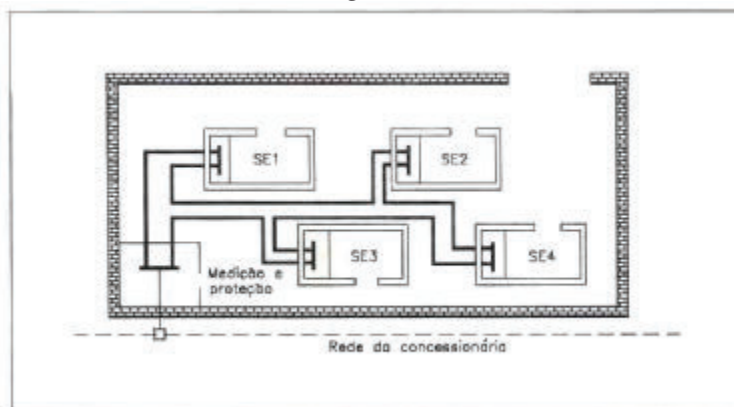 SE1
SE2
SE3
SE4
Medição e
proteção
Rede da concessionária